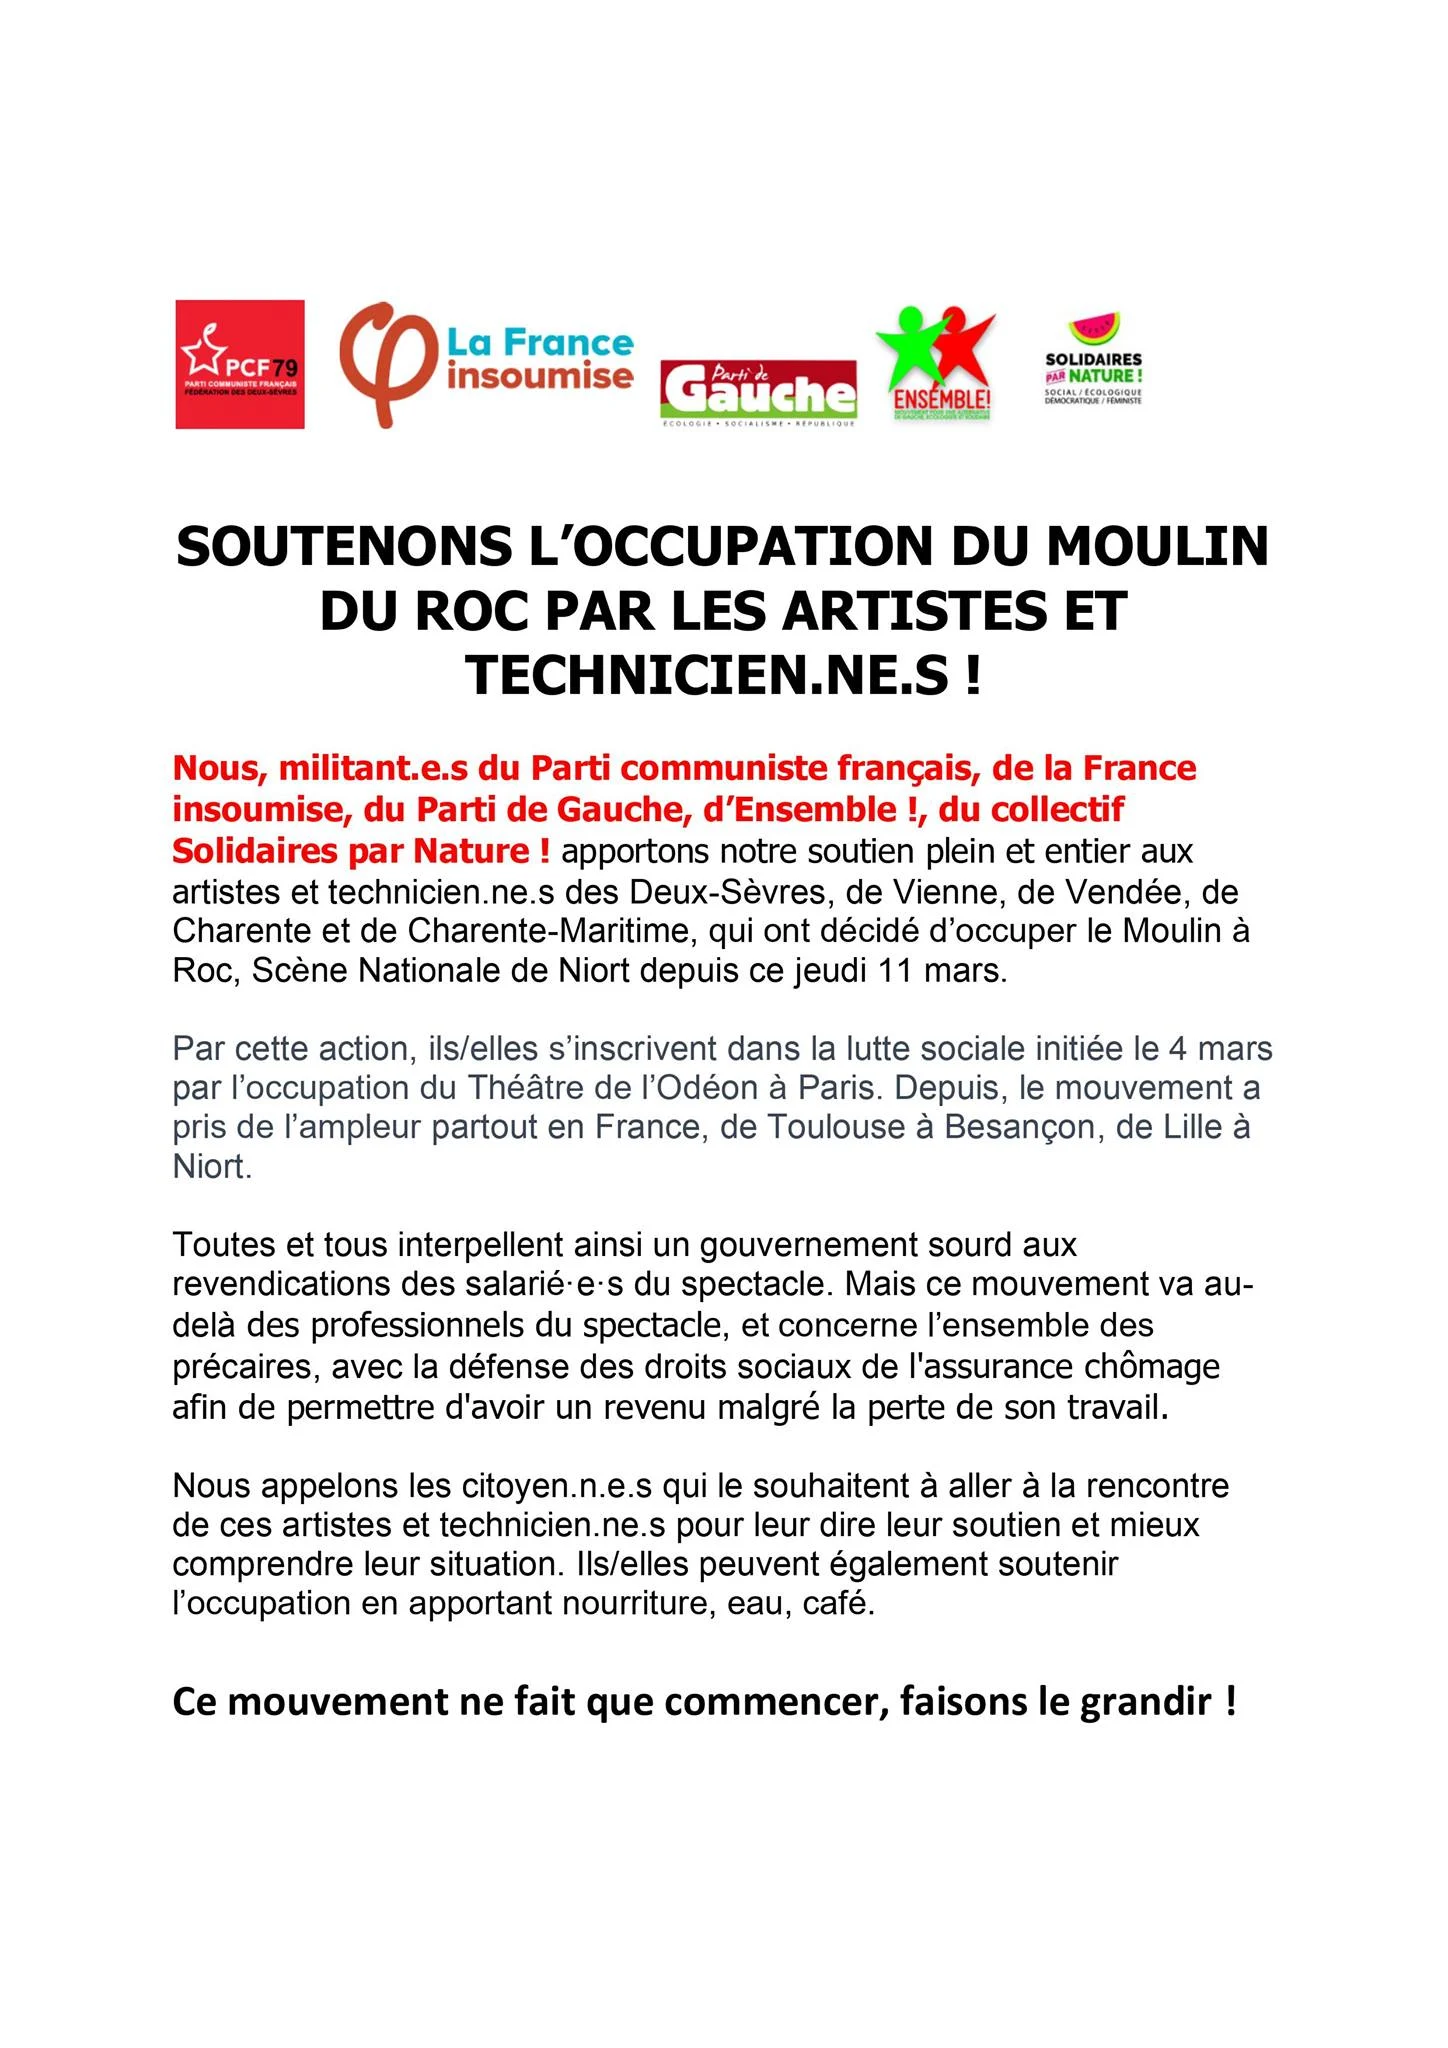 PCF79
PARTI COMMUNISTE FRANÇAIS
FÉDÉRATION DES DEUX-SÈVRES
La France
insoumise
Parti de
Gauche
ÉCOLOGIE • SOCIALISME • RÉPUBLIQUE
ENSEMBLE!
MOUVEMENT POUR UNE ALTERNATIVE
DE GAUCHE, ÉCOLOGISTE ET SOLIDAIRE
SOLIDAIRES
PAR NATURE !
SOCIAL / ÉCOLOGIQUE
DÉMOCRATIQUE / FÉMINISTE
SOUTENONS L’OCCUPATION DU MOULIN
DU ROC PAR LES ARTISTES ET
TECHNICIEN.NE.S !
Nous, militant.e.s du Parti communiste français, de la France
insoumise, du Parti de Gauche, d’Ensemble !, du collectif
Solidaires par Nature ! apportons notre soutien plein et entier aux
artistes et technicien.ne.s des Deux-Sèvres, de Vienne, de Vendée, de
Charente et de Charente-Maritime, qui ont décidé d’occuper le Moulin à
Roc, Scène Nationale de Niort depuis ce jeudi 11 mars.
Par cette action, ils/elles s’inscrivent dans la lutte sociale initiée le 4 mars
par l’occupation du Théâtre de l’Odéon à Paris. Depuis, le mouvement a
pris de l’ampleur partout en France, de Toulouse à Besançon, de Lille à
Niort.
Toutes et tous interpellent ainsi un gouvernement sourd aux
revendications des salarié·e·s du spectacle. Mais ce mouvement va au-
delà des professionnels du spectacle, et concerne l’ensemble des
précaires, avec la défense des droits sociaux de l'assurance chômage
afin de permettre d'avoir un revenu malgré la perte de son travail.
Nous appelons les citoyen.n.e.s qui le souhaitent à aller à la rencontre
de ces artistes et technicien.ne.s pour leur dire leur soutien et mieux
comprendre leur situation. Ils/elles peuvent également soutenir
l’occupation en apportant nourriture, eau, café.
Ce mouvement ne fait que commencer, faisons le grandir !